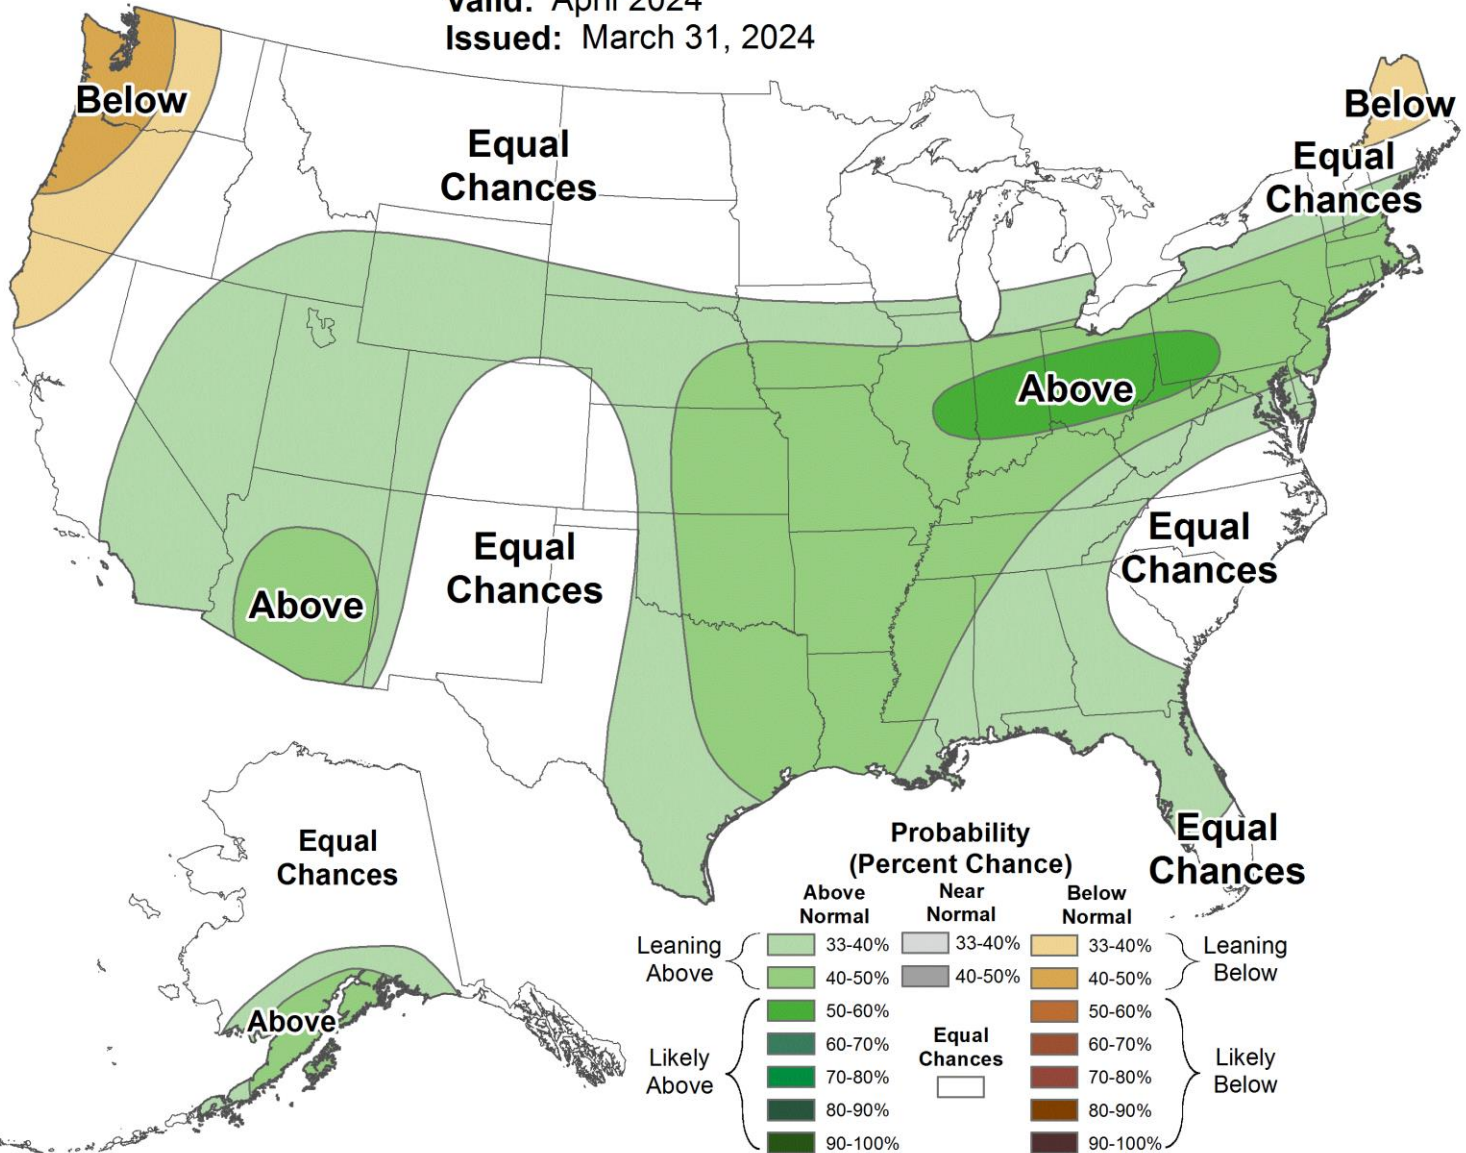 Valid: April 2024
Issued: March 31, 2024
Below
Equal
Chances
Below
Equal
Chances
Above
Equal
Chances
Equal
Chances
Above
Equal
Chances
Above
Equal
Chances
Probability
(Percent Chance)
Above
Normal
Near
Normal
Below
Normal
Leaning
Above
33-40%
33-40%
33-40%
Leaning
Below
40-50%
40-50%
40-50%
50-60%
50-60%
Likely
Above
60-70%
Equal
Chances
60-70%
Likely
Below
70-80%
70-80%
80-90%
80-90%
90-100%
90-100%